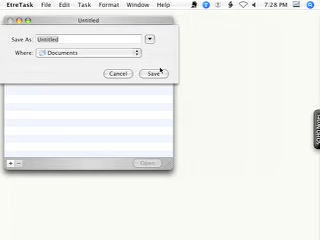 EtreTask File Edit Task Format Window Help 7:28 PM
Untitled
Save As: Untitled
Where: Documents
Cancel Save
Open